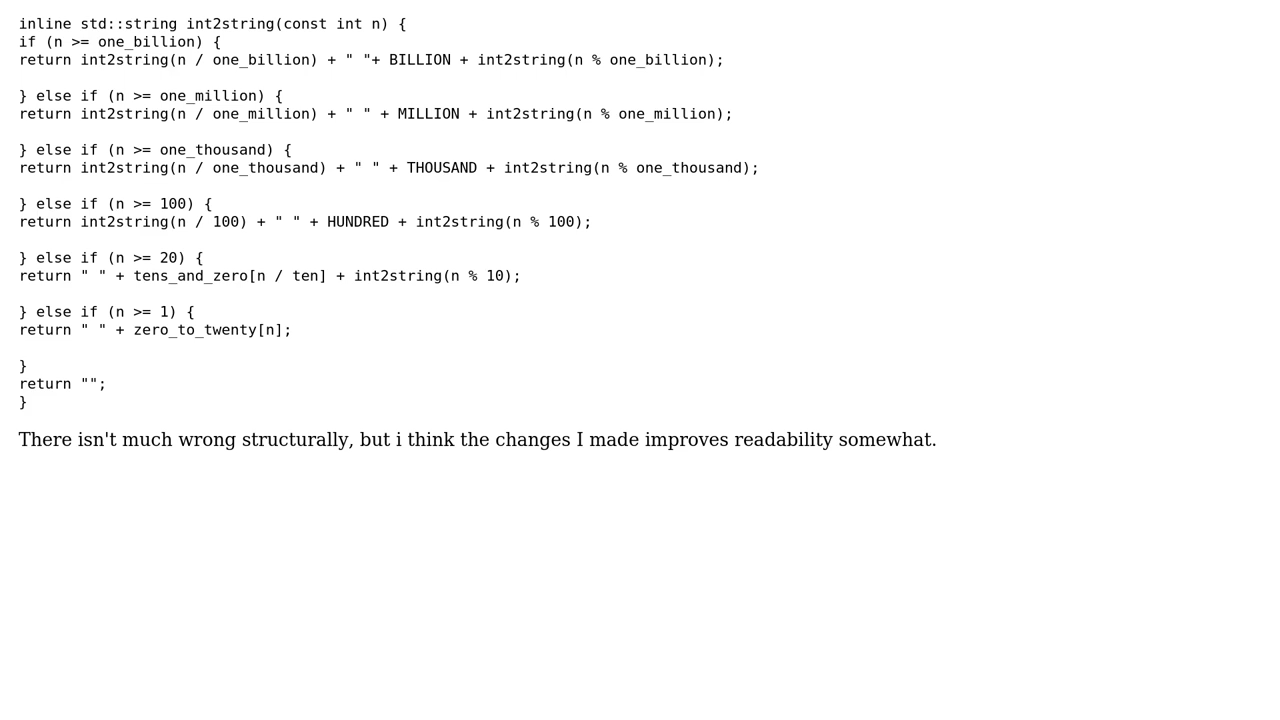 inline std::string int2string(const int n) {
if (n >= one_billion) {
return int2string(n / one_billion) + " "+ BILLION + int2string(n % one_billion);
} else if (n >= one_million) {
return int2string(n / one_million) + " " + MILLION + int2string(n % one_million);
} else if (n >= one_thousand) {
return int2string(n / one_thousand) + " " + THOUSAND + int2string(n % one_thousand);
} else if (n >= 100) {
return int2string(n / 100) + " " + HUNDRED + int2string(n % 100);
} else if (n >= 20) {
return " " + tens_and_zero[n / ten] + int2string(n % 10);
} else if (n >= 1) {
return " " + zero_to_twenty[n];
}
return "";
}
There isn't much wrong structurally, but i think the changes I made improves readability somewhat.